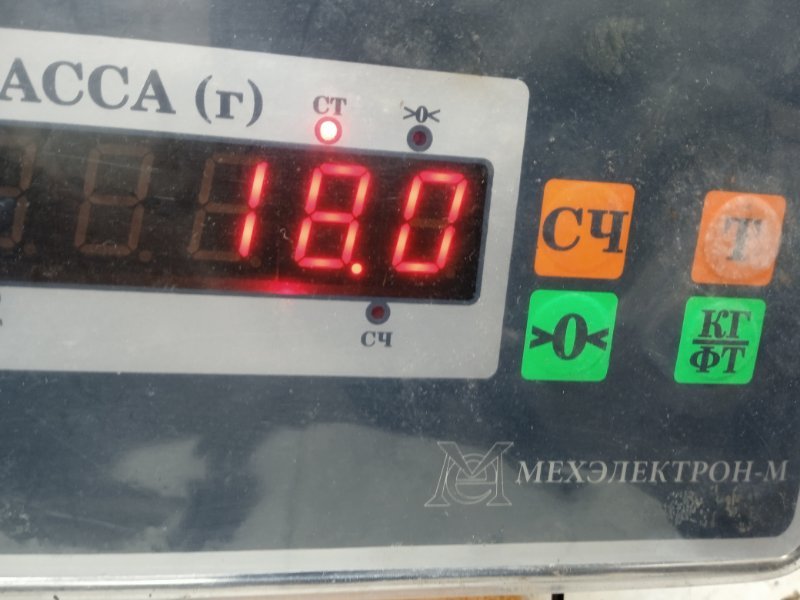 АССА (г)
СТ
>0<
18.0
СЧ
СЧ
Т
>0<
КГ
ФТ
МЕХЭЛЕКТРОН-М